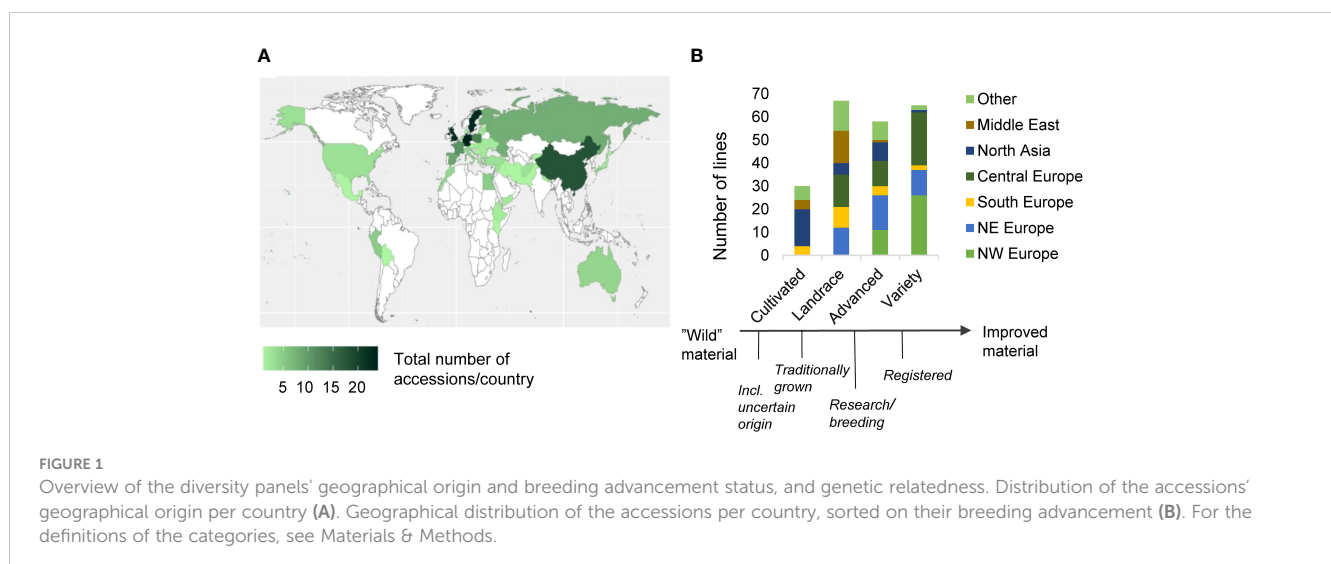 A
B
Number of lines
70
60
50
40
30
20
10
0
Cultivated
Landrace
Advanced
Variety
Other
Middle East
North Asia
Central Europe
South Europe
NE Europe
NW Europe
"Wild"
material
Improved
material
Incl.
uncertain
origin
Traditionally
grown
Research/
breeding
Registered
5 10 15 20
Total number of
accessions/country
FIGURE 1
Overview of the diversity panels' geographical origin and breeding advancement status, and genetic relatedness. Distribution of the accessions'
geographical origin per country (A). Geographical distribution of the accessions per country, sorted on their breeding advancement (B). For the
definitions of the categories, see Materials & Methods.